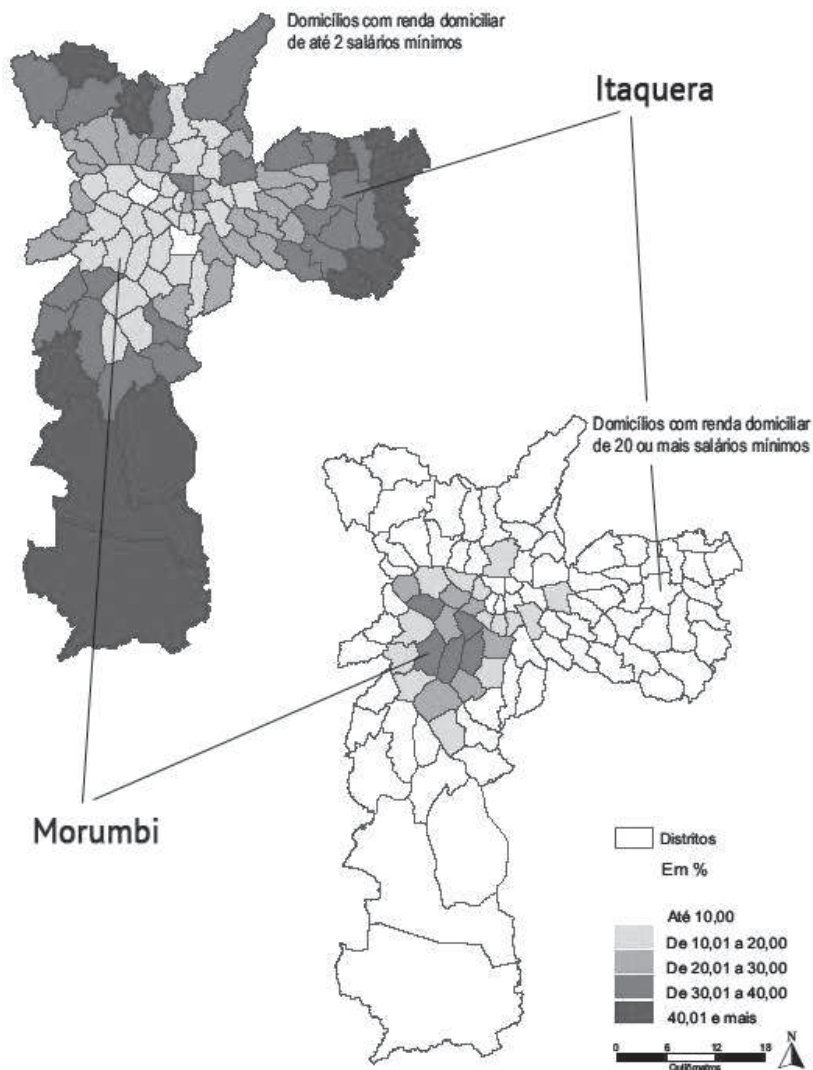 Domicílios com renda domiciliar
de até 2 salários mínimos
Itaquera
Domicílios com renda domiciliar
de 20 ou mais salários mínimos
Morumbi
Distritos
Em %
Até 10,00
De 10,01 a 20,00
De 20,01 a 30,00
De 30,01 a 40,00
40,01 e mais
N
0 6 12 18
Quilômetros